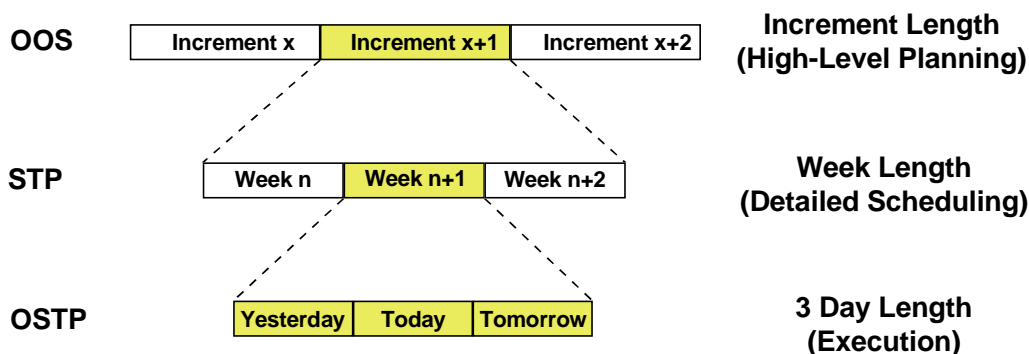 OOS
Increment x
Increment x+1
Increment x+2
Increment Length
(High-Level Planning)
STP
Week n
Week n+1
Week n+2
Week Length
(Detailed Scheduling)
OSTP
Yesterday
Today
Tomorrow
3 Day Length
(Execution)